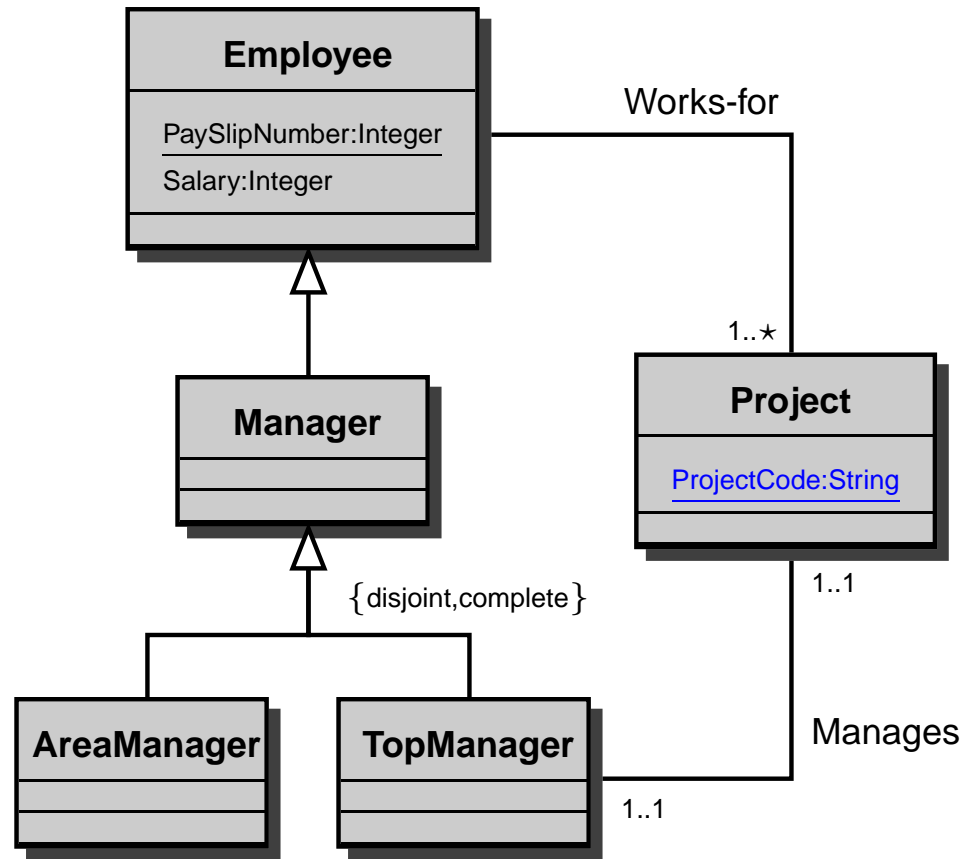 Employee
PaySlipNumber:Integer
Salary:Integer
Works-for
1..⋆
Manager
Project
ProjectCode:String
{disjoint,complete}
1..1
AreaManager
TopManager
Manages
1..1